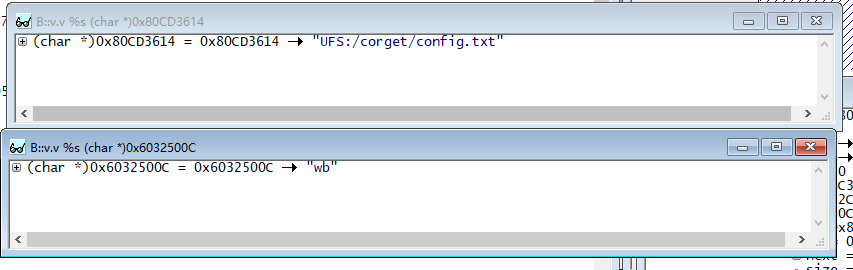 B::v.v %s (char *)0x80CD3614
(char *)0x80CD3614 = 0x80CD3614 → "UFS:/corget/config.txt"
B::v.v %s (char *)0x6032500C
(char *)0x6032500C = 0x6032500C → "wb"